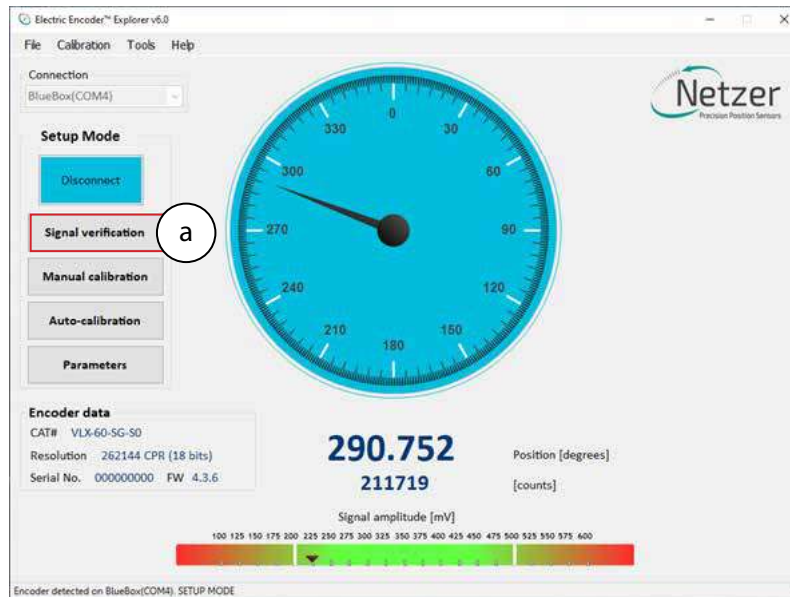 Electric Encoder™ Explorer v6.0
File Calibration Tools Help
Connection
BlueBox(COM4)
Netzer
Precision Position Sensors
Setup Mode
Disconnect
Signal verification
a
Manual calibration
Auto-calibration
Parameters
0
30
60
90
120
150
180
210
240
270
300
330
Encoder data
CAT# VLX-60-SG-S0
Resolution 262144 CPR (18 bits)
Serial No. 000000000 FW 4.3.6
290.752 Position [degrees]
211719 [counts]
Signal amplitude [mV]
100 125 150 175 200 225 250 275 300 325 350 375 400 425 450 475 500 525 550 575 600
Encoder detected on BlueBox(COM4). SETUP MODE